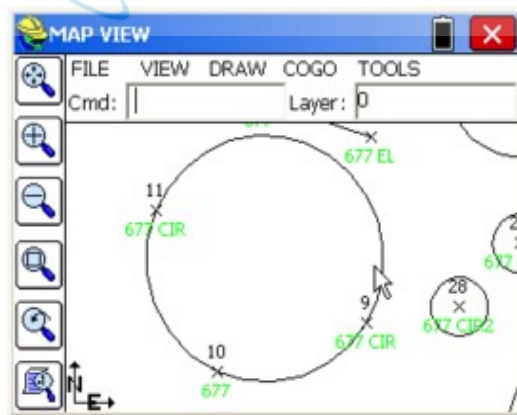 MAP VIEW
FILE VIEW DRAW COGO TOOLS
Cmd: Layer: 0
677 EL
11
677 CIR
28
677 CIR2
9
677 CIR
10
677
677
N
E